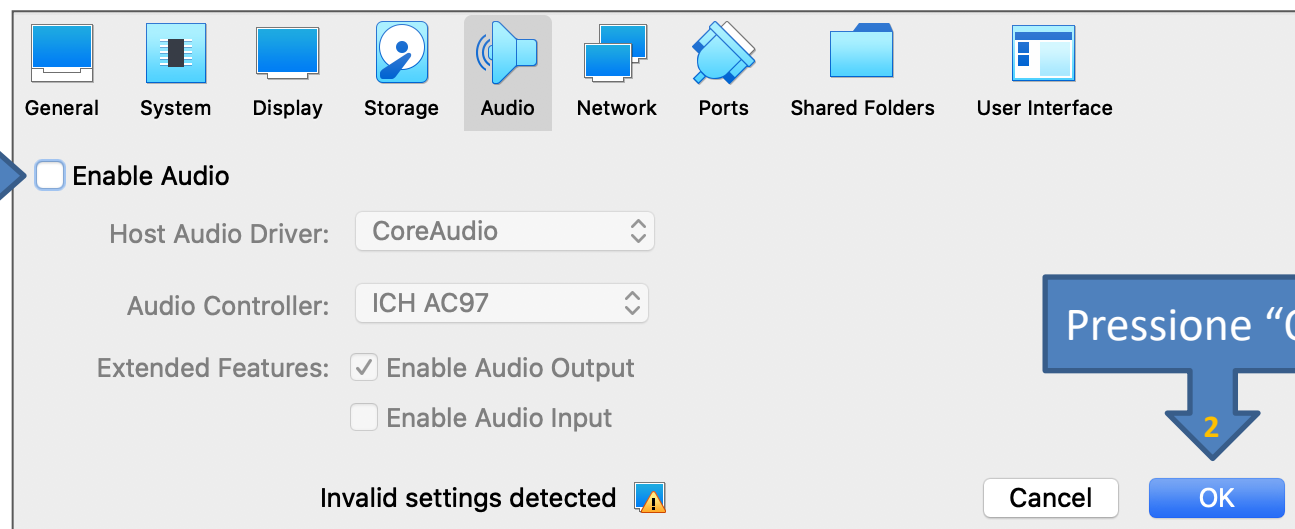 General System Display Storage Audio Network Ports Shared Folders User Interface
Enable Audio
Host Audio Driver: CoreAudio
Audio Controller: ICH AC97
Pressione “
Extended Features: Enable Audio Output
Enable Audio Input
2
Invalid settings detected
Cancel OK